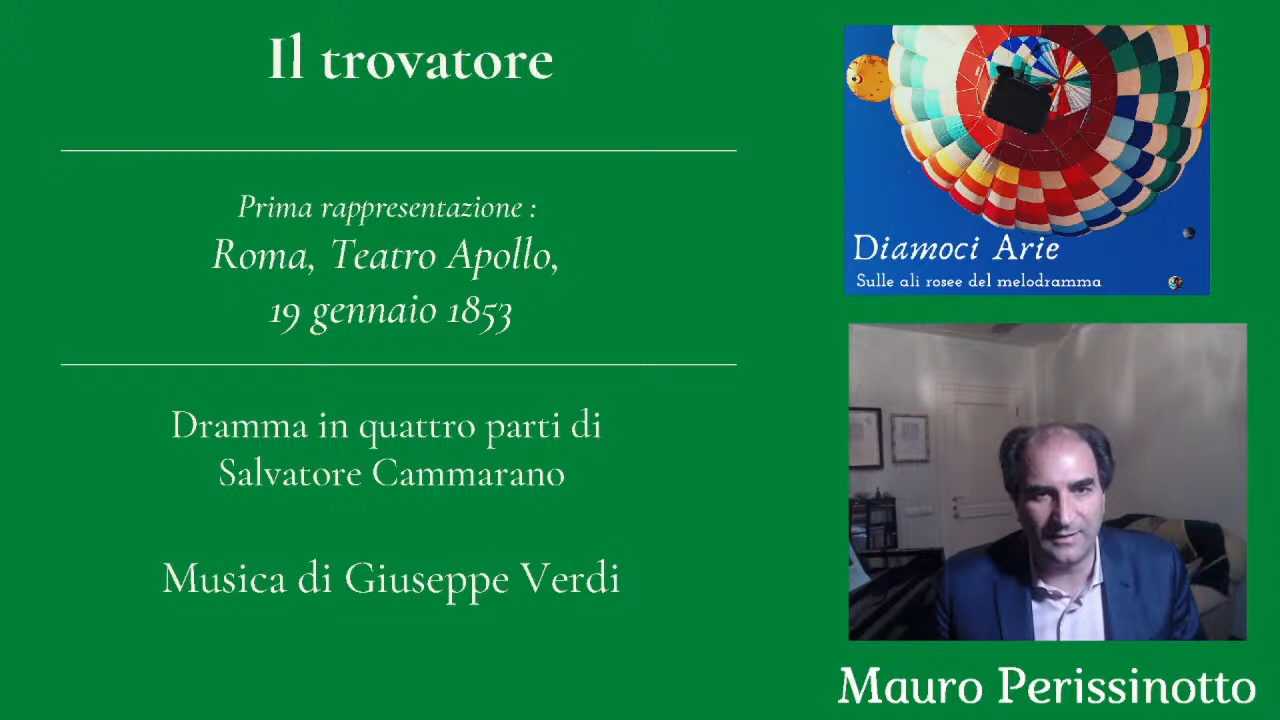 Il trovatore
Prima rappresentazione :
Roma, Teatro Apollo,
19 gennaio 1853
Dramma in quattro parti di
Salvatore Cammarano
Musica di Giuseppe Verdi
Diamoci Arie
Sulle ali rosee del melodramma
Mauro Perissinotto